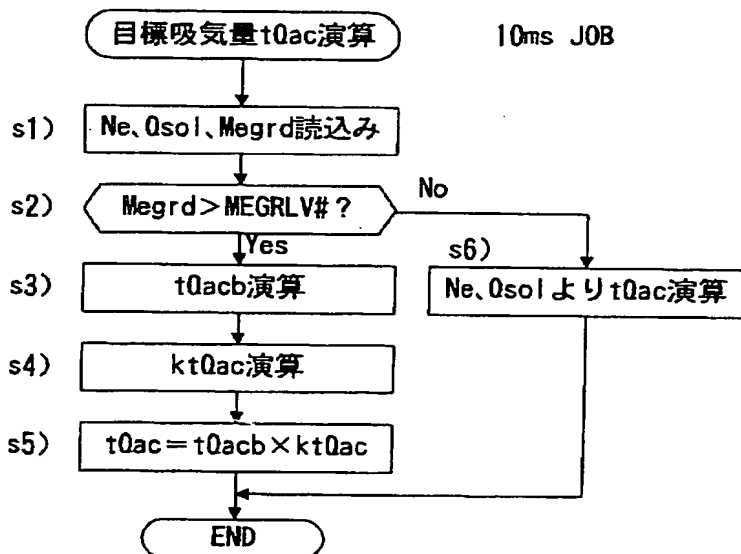 目標吸気量tQac演算
10ms JOB
s1)
Ne、Qsol、Megrd読込み
s2)
Megrd>MEGRLV#?
No
Yes
s6)
s3)
tQacb演算
Ne、Qsolより tQac演算
s4)
ktQac演算
s5)
tQac=tQacb×ktQac
END